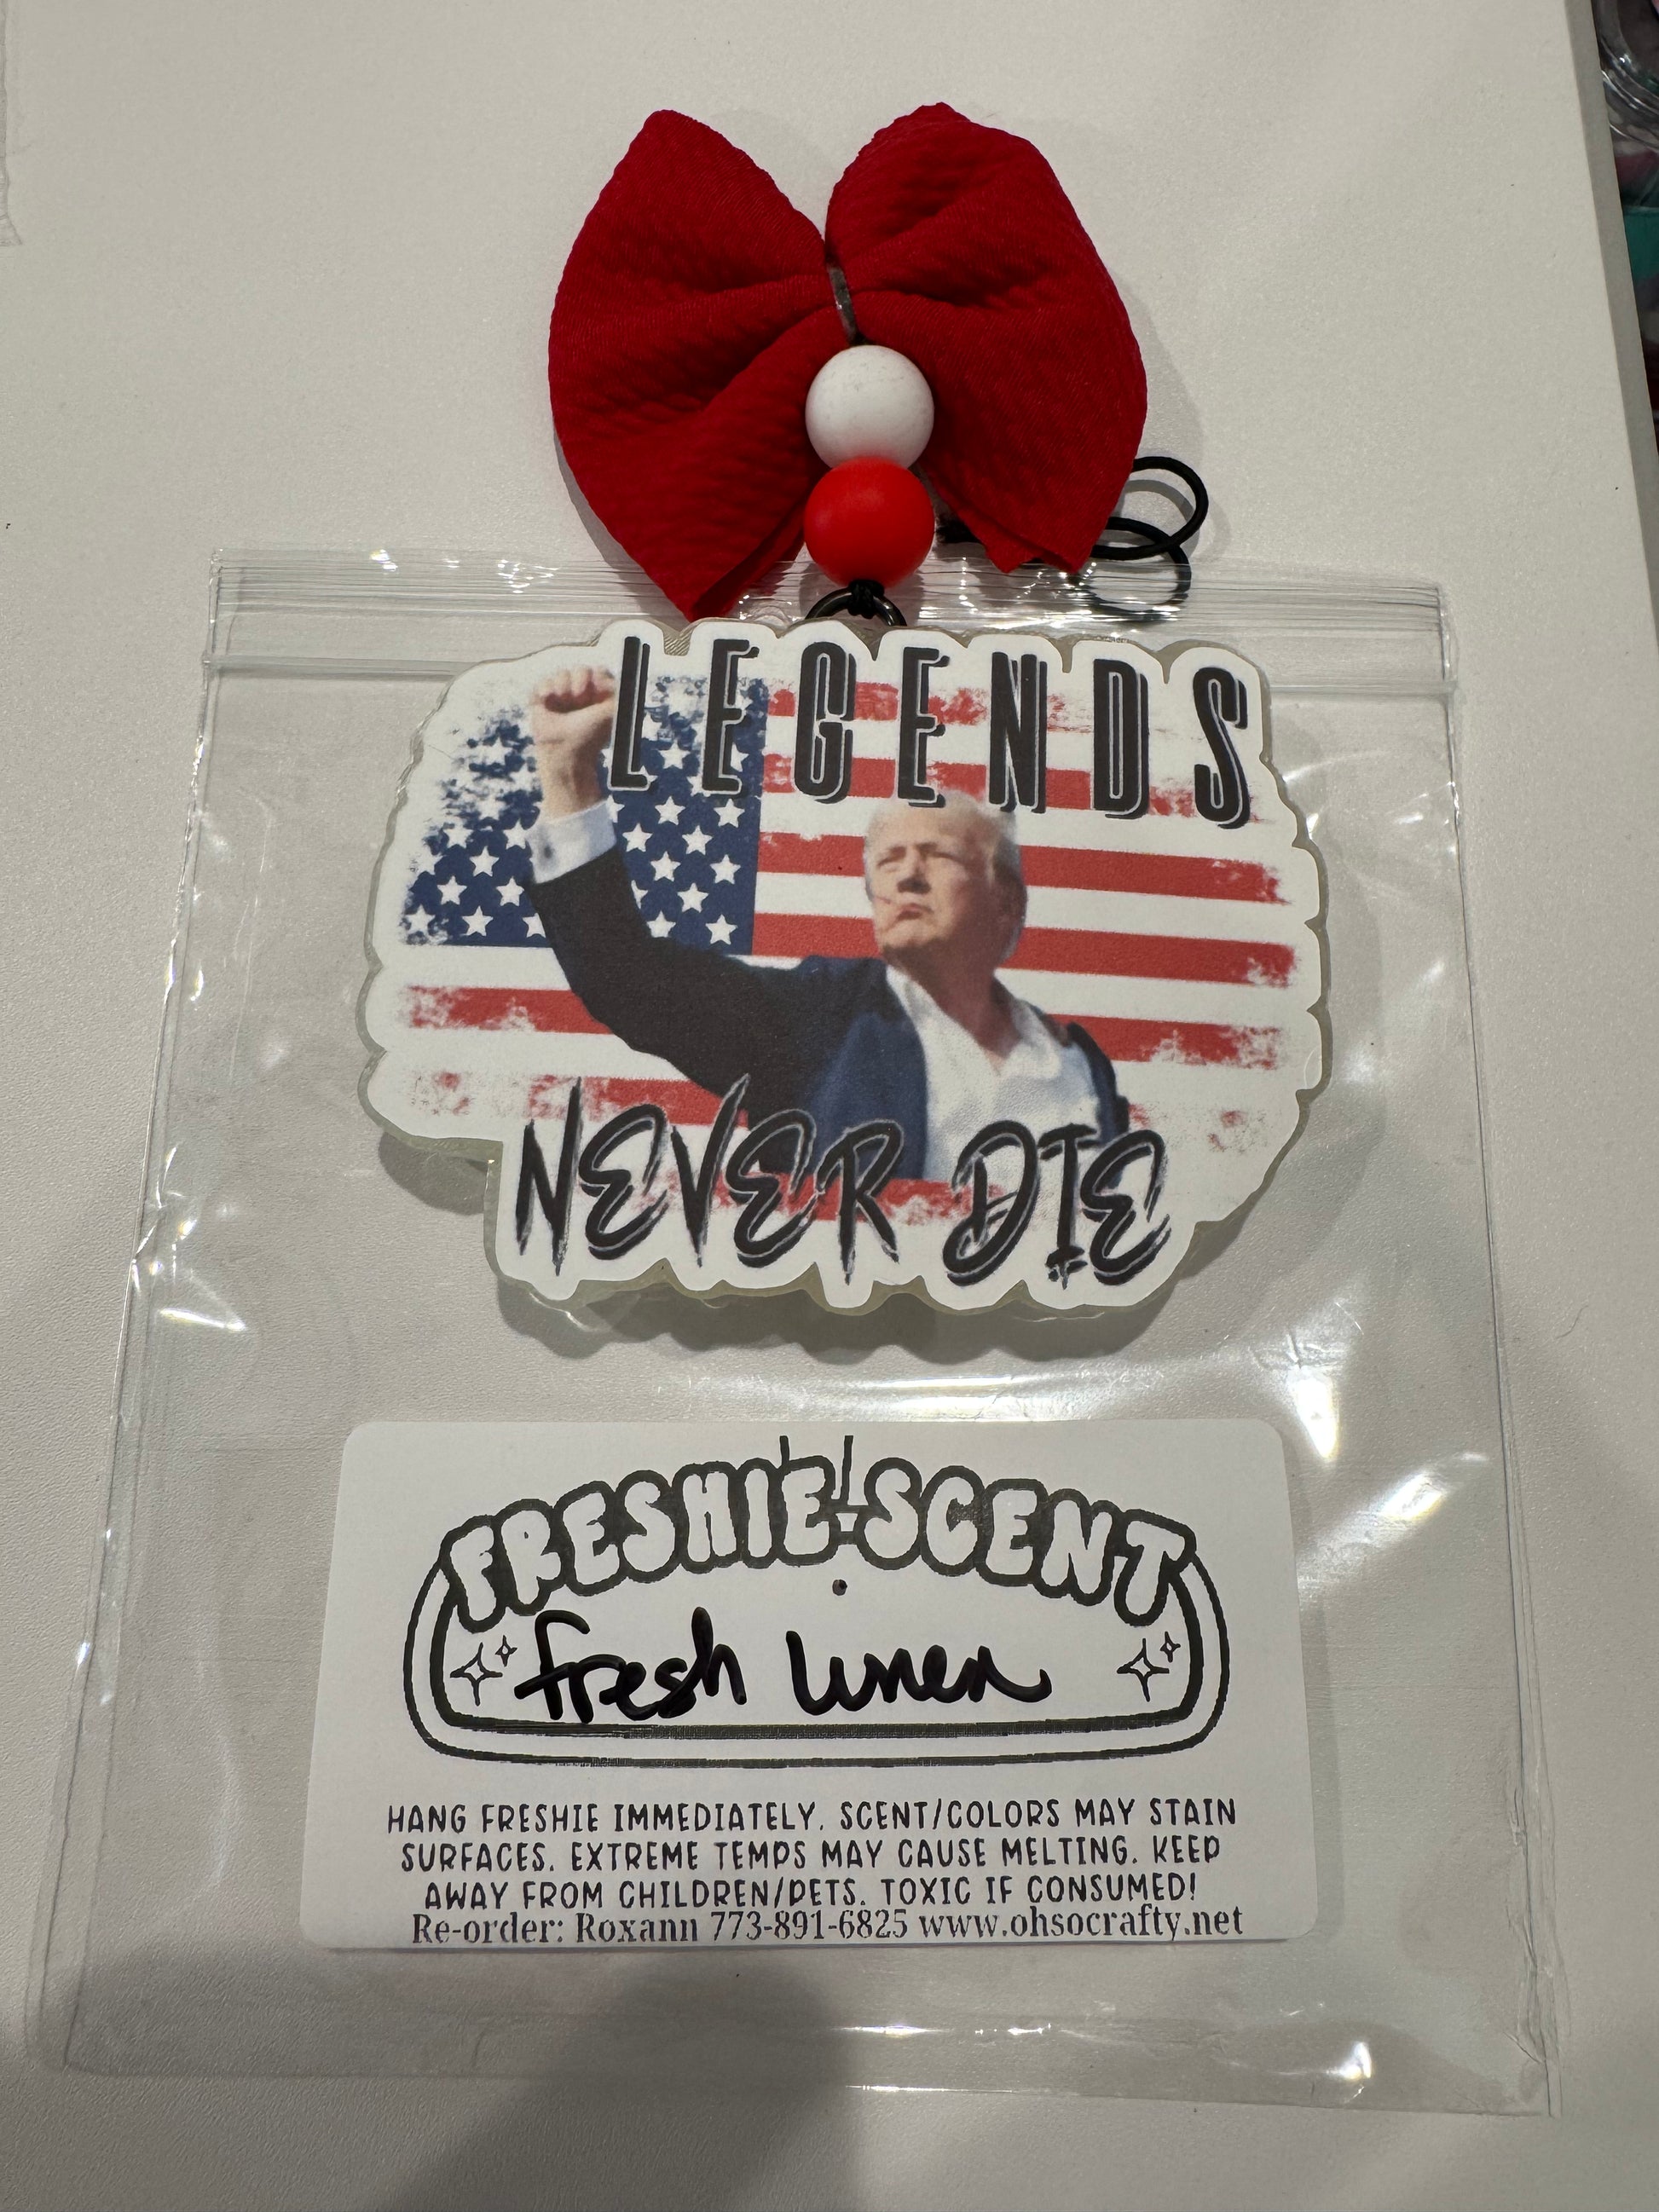 LEGENDS
NEVER DIE
FRESHIE SCENT
fresh linen
HANG FRESHIE IMMEDIATELY. SCENT/COLORS MAY STAIN
SURFACES. EXTREME TEMPS MAY CAUSE MELTING. KEEP
AWAY FROM CHILDREN/PETS. TOXIC IF CONSUMED!
Re-order: Roxann 773-891-6825 www.ohsocrafty.net